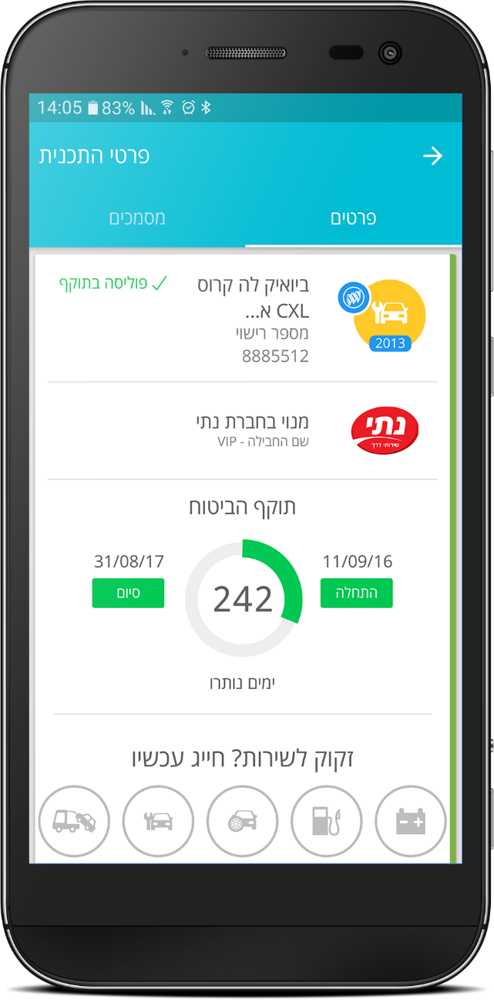 14:05 83%
פרטי התכנית
פרטים
מסמכים
ביואיק לה קרוס
CXL א...
מספר רישוי
8885512
פוליסה בתוקף
2013
נתי
שירותי דרך
מנוי בחברת נתי
שם החבילה - VIP
תוקף הביטוח
11/09/16
התחלה
242
ימים נותרו
31/08/17
סיום
זקוק לשירות? חייג עכשיו